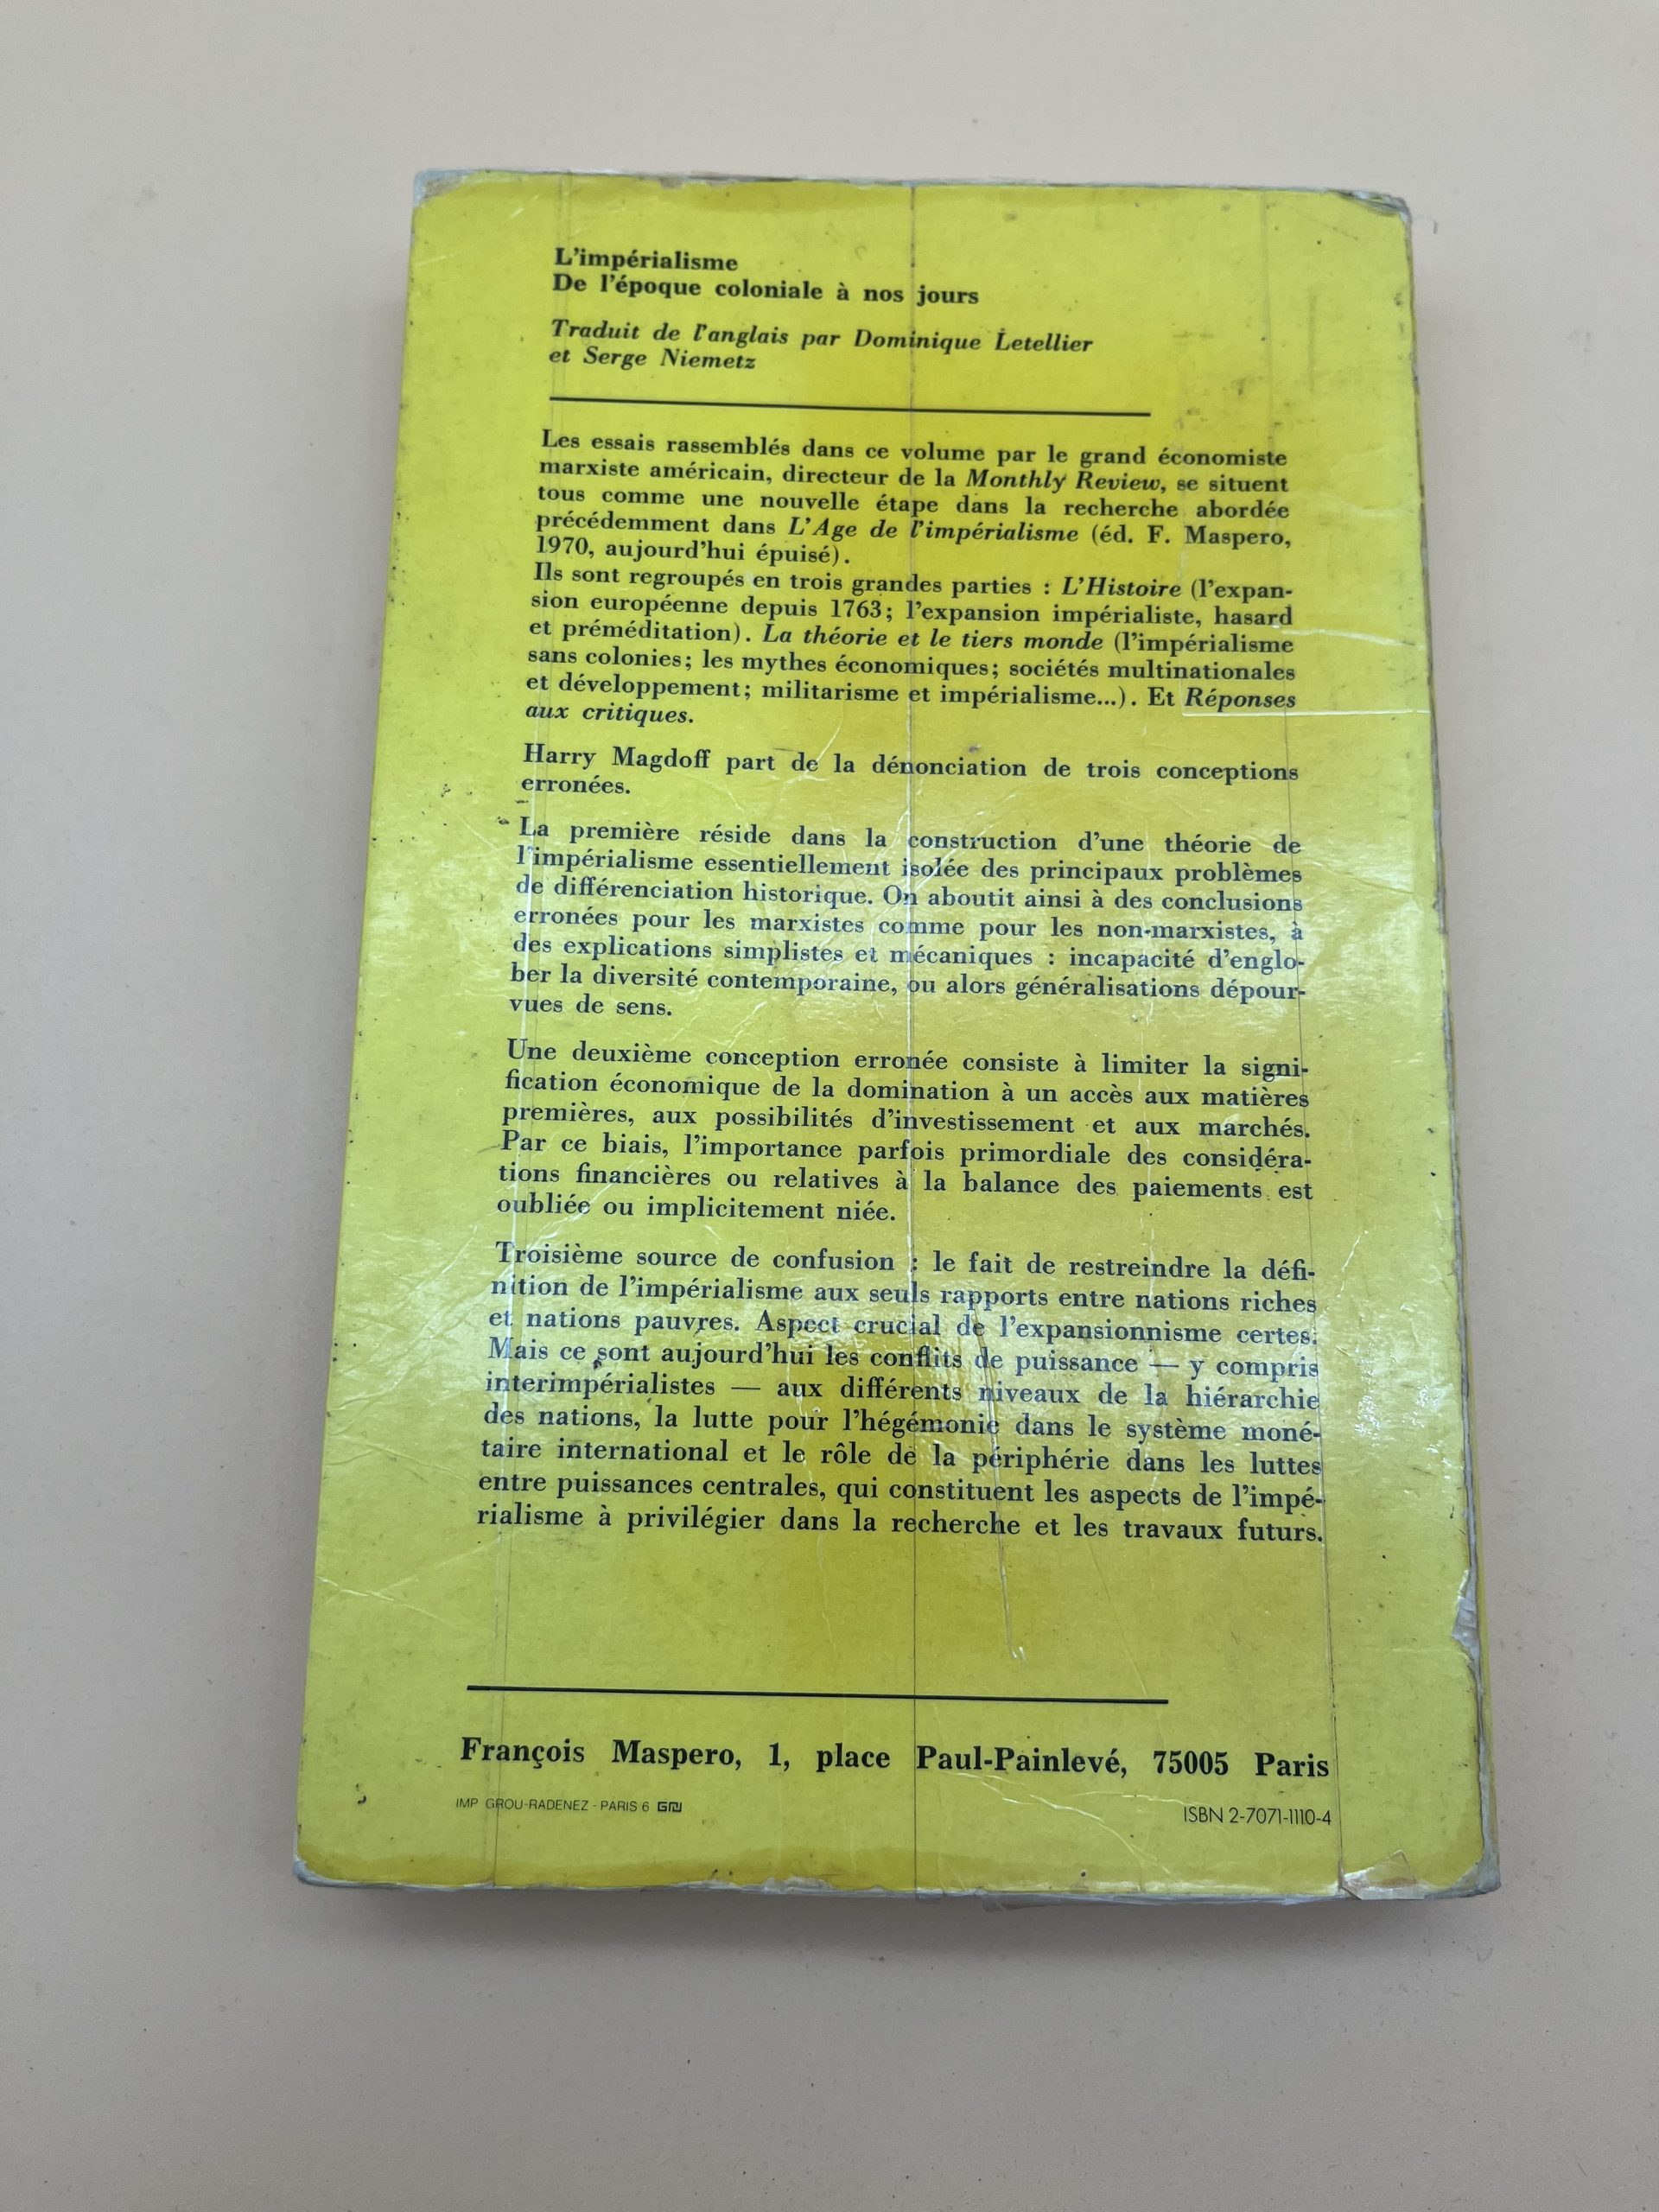 L'impérialisme
De l'époque coloniale à nos jours
Traduit de l'anglais par Dominique Letellier
et Serge Niemetz
Les essais rassemblés dans ce volume par le grand économiste
marxiste américain, directeur de la Monthly Review, se situent
tous comme une nouvelle étape dans la recherche abordée
précédemment dans L'Age de l'impérialisme (éd. F. Maspero,
1970, aujourd'hui épuisé).
Ils sont regroupés en trois grandes parties : L'Histoire (l'expan-
sion européenne depuis 1763; l'expansion impérialiste, hasard
et préméditation). La théorie et le tiers monde (l'impérialisme
sans colonies; les mythes économiques; sociétés multinationales
et développement; militarisme et impérialisme...). Et Réponses
aux critiques.
Harry Magdoff part de la dénonciation de trois conceptions
erronées.
La première réside dans la construction d'une théorie de
l'impérialisme essentiellement isolée des principaux problèmes
de différenciation historique. On aboutit ainsi à des conclusions
erronées pour les marxistes comme pour les non-marxistes, à
des explications simplistes et mécaniques : incapacité d'englo-
ber la diversité contemporaine, ou alors généralisations dépour-
vues de sens.
Une deuxième conception erronée consiste à limiter la signi-
fication économique de la domination à un accès aux matières
premières, aux possibilités d'investissement et aux marchés.
Par ce biais, l'importance parfois primordiale des considéra-
tions financières ou relatives à la balance des paiements est
oubliée ou implicitement niée.
Troisième source de confusion : le fait de restreindre la défi-
nition de l'impérialisme aux seuls rapports entre nations riches
et nations pauvres. Aspect crucial de l'expansionnisme certes.
Mais ce sont aujourd'hui les conflits de puissance — y compris
interimpérialistes — aux différents niveaux de la hiérarchie
des nations, la lutte pour l'hégémonie dans le système moné-
taire international et le rôle de la périphérie dans les luttes
entre puissances centrales, qui constituent les aspects de l'impé-
rialisme à privilégier dans la recherche et les travaux futurs.
François Maspero, 1, place Paul-Painlevé, 75005 Paris
IMP GROU-RADENEZ - PARIS 6
ISBN 2-7071-1110-4